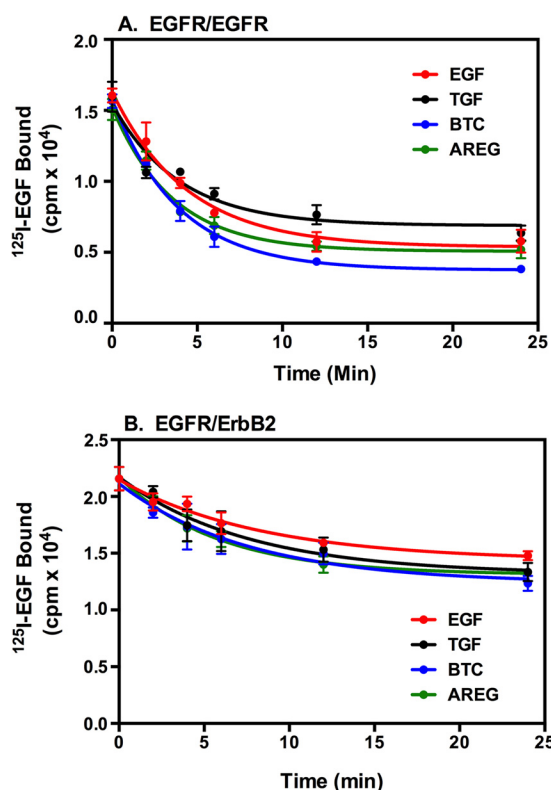 A. EGFR/EGFR
2.0
1.5
1.0
0.5
0.0
¹²⁵I-EGF Bound
(cpm x 10⁴)
EGF
TGF
BTC
AREG
0 5 10 15 20 25
Time (Min)
B. EGFR/ErbB2
2.5
2.0
1.5
1.0
0.5
0.0
¹²⁵I-EGF Bound
(cpm x 10⁴)
EGF
TGF
BTC
AREG
0 5 10 15 20 25
Time (min)